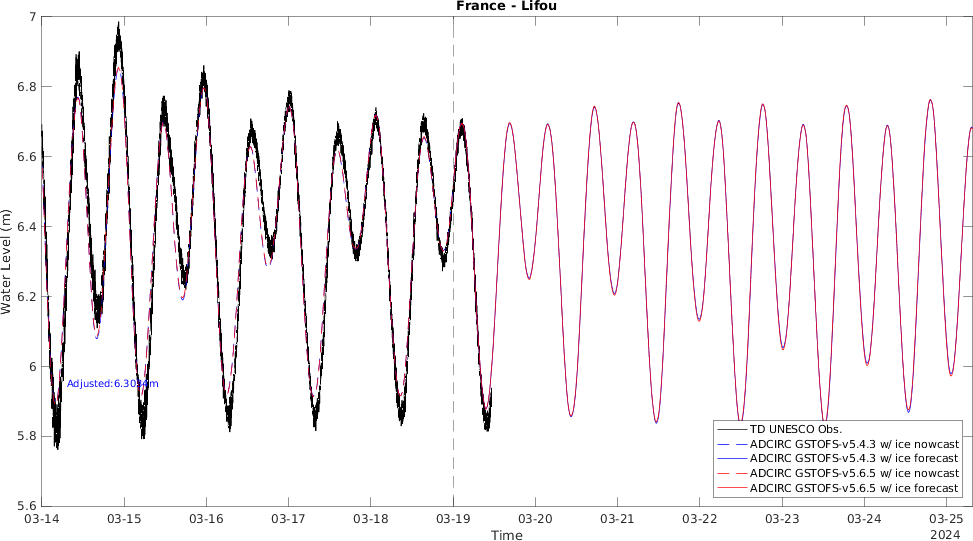 France - Lifou
7
6.8
6.6
6.4
6.2
6
5.8
5.6
Water Level (m)
TD UNESCO Obs.
ADCIRC GSTOFS-v5.4.3 w/ ice nowcast
ADCIRC GSTOFS-v5.4.3 w/ ice forecast
ADCIRC GSTOFS-v5.6.5 w/ ice nowcast
ADCIRC GSTOFS-v5.6.5 w/ ice forecast
03-14 03-15 03-16 03-17 03-18 03-19 03-20 03-21 03-22 03-23 03-24 03-25
Time
2024